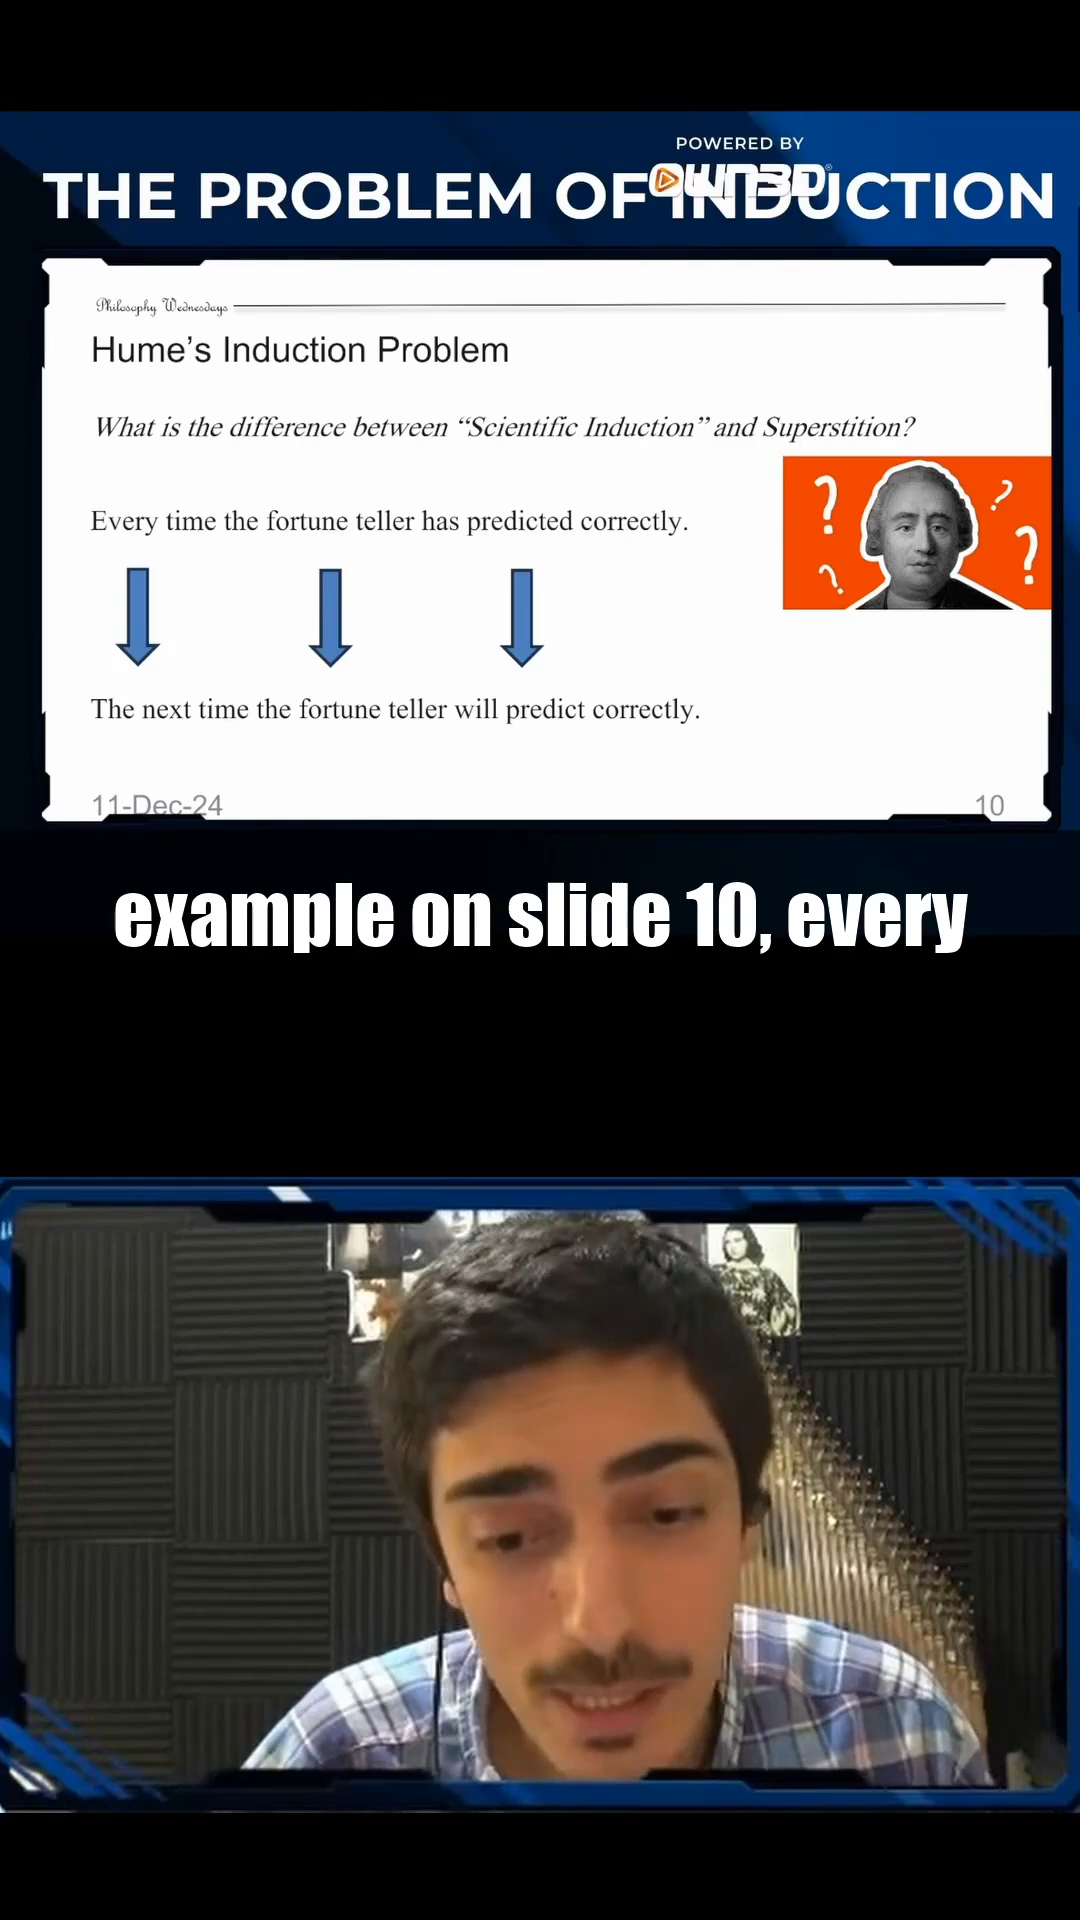 POWERED BY
OWN3D
THE PROBLEM OF INDUCTION
Philosophy Wednesdays
Hume’s Induction Problem
What is the difference between “Scientific Induction” and Superstition?
Every time the fortune teller has predicted correctly.
? ? ? ?
The next time the fortune teller will predict correctly.
11-Dec-24
10
example on slide 10, every